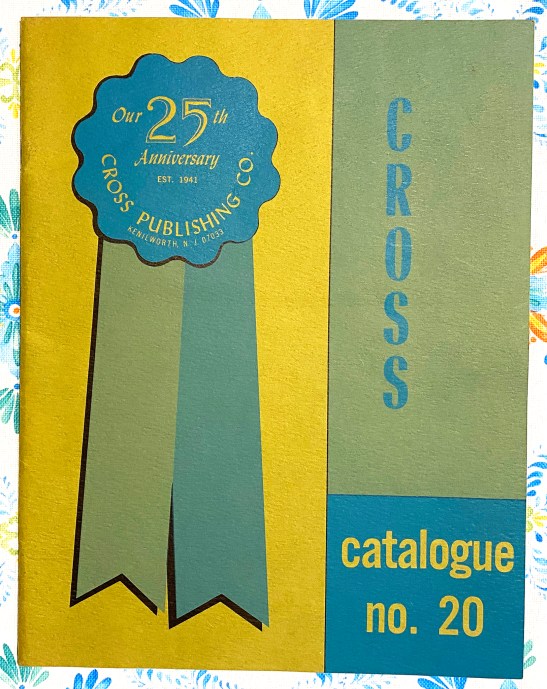 Our 25th
Anniversary
EST. 1941
CROSS PUBLISHING CO.
KENILWORTH, N. J. 07033
CROSS
catalogue
no. 20